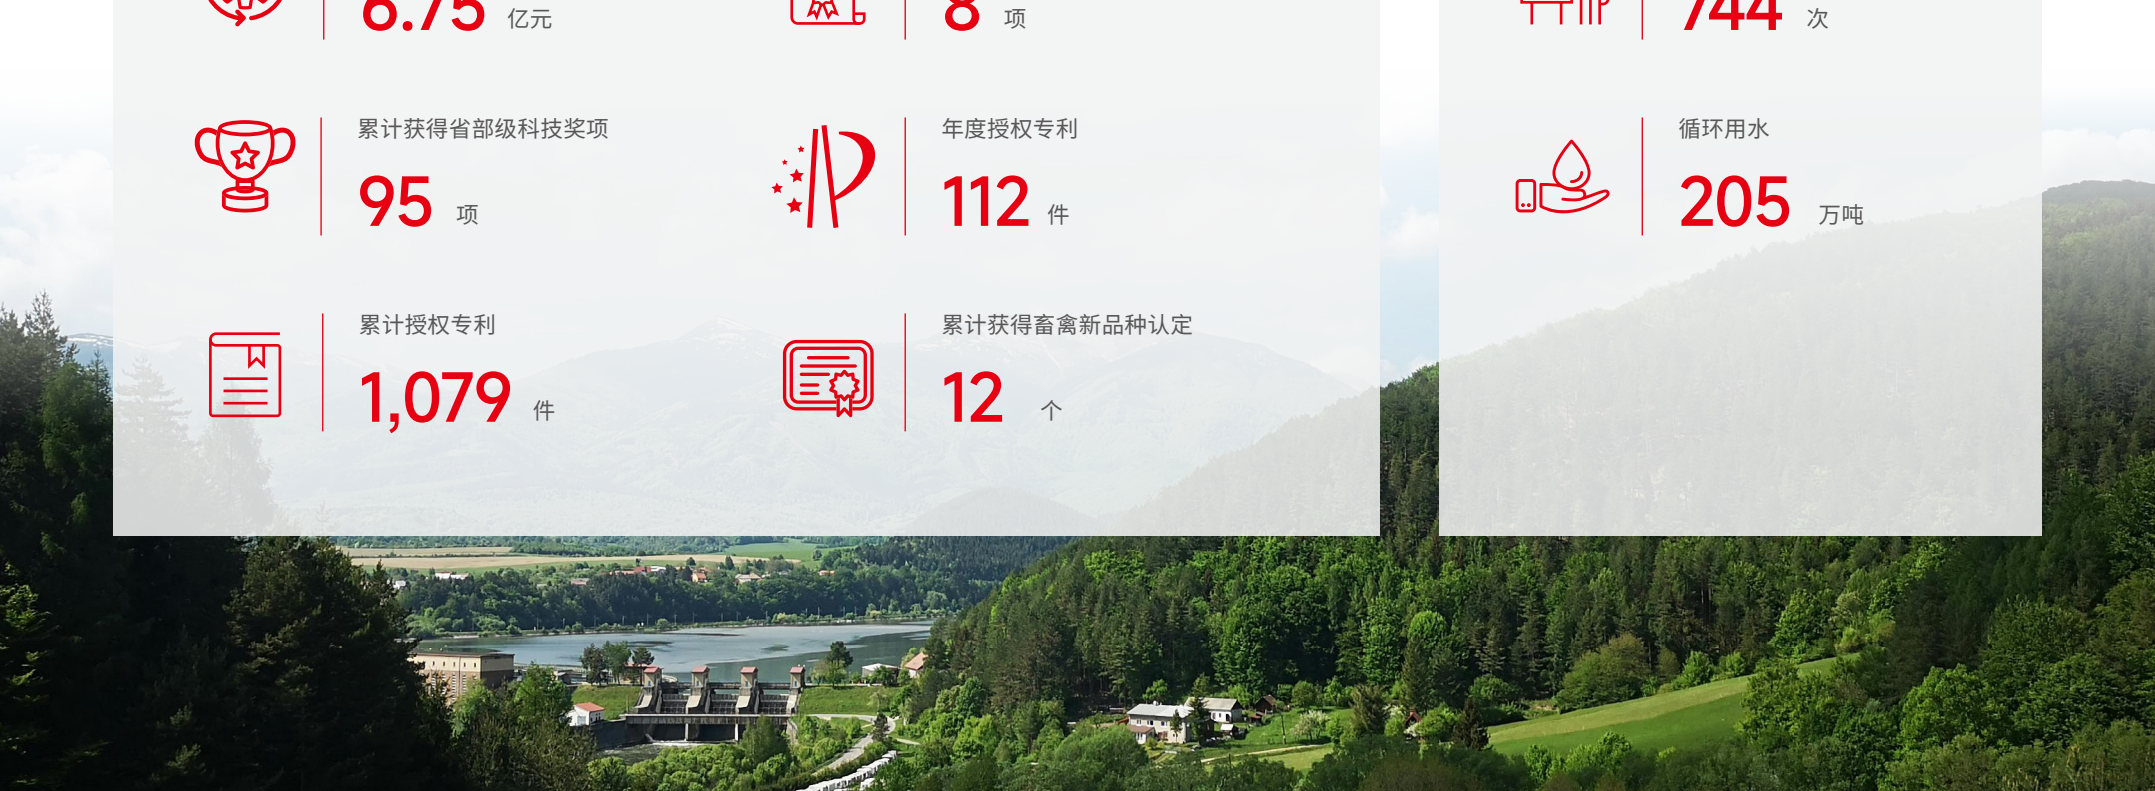 6.75 亿元
8 项
744 次
累计获得省部级科技奖项
95 项
年度授权专利
112 件
循环用水
205 万吨
累计授权专利
1,079 件
累计获得畜禽新品种认定
12 个